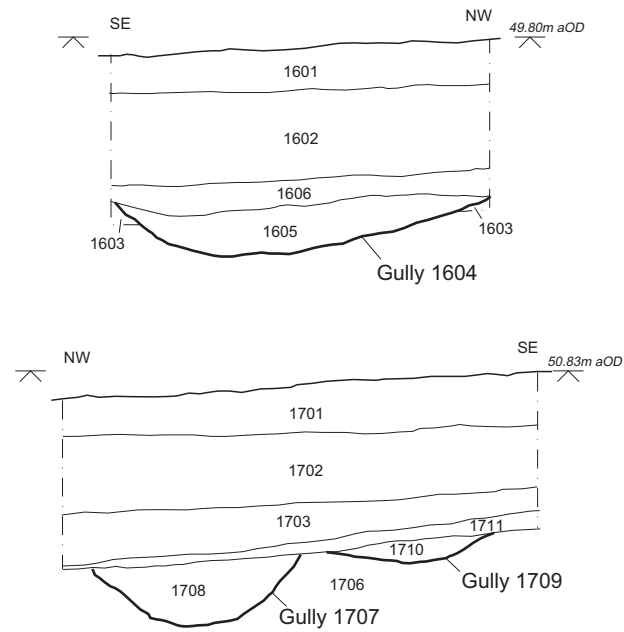 SE
NW
49.80m aOD
1601
1602
1606
1603
1605
1603
Gully 1604
NW
SE
50.83m aOD
1701
1702
1703
1711
1710
1708
1706
Gully 1709
Gully 1707